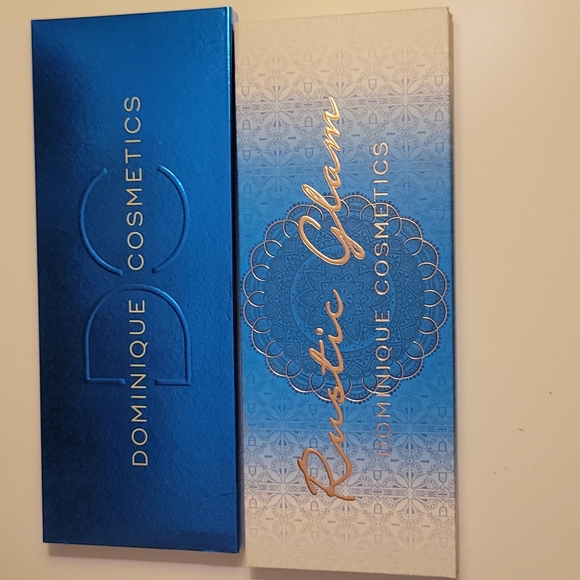 DC
DOMINIQUE COSMETICS
Rustic Glam
DOMINIQUE COSMETICS